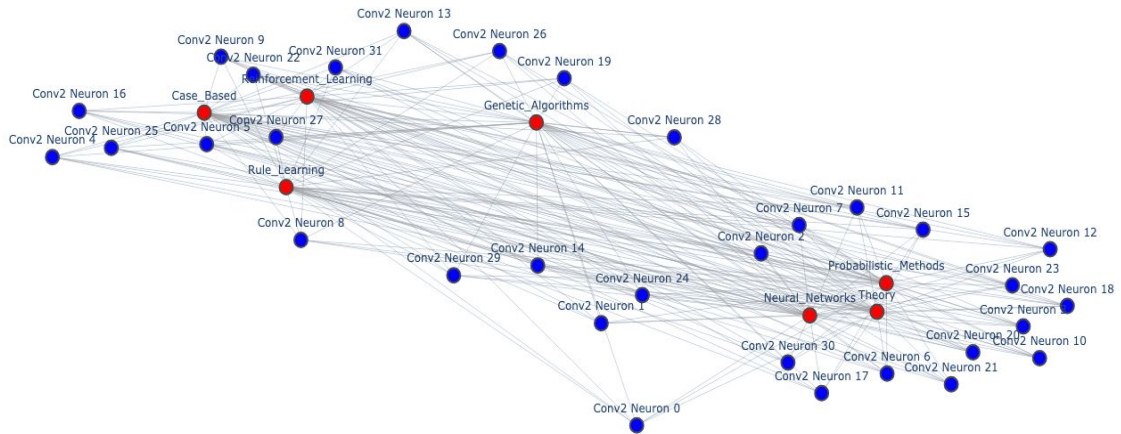 Conv2 Neuron 13
Conv2 Neuron 26
Conv2 Neuron 9
Conv2 Neuron 31
Conv2 Neuron 22
Conv2 Neuron 19
Reinforcement_Learning
Conv2 Neuron 16
Case_Based
Genetic_Algorithms
Conv2 Neuron 28
Conv2 Neuron 27
Conv2 Neuron 5
Conv2 Neuron 25
Conv2 Neuron 4
Rule_Learning
Conv2 Neuron 11
Conv2 Neuron 7
Conv2 Neuron 15
Conv2 Neuron 8
Conv2 Neuron 12
Conv2 Neuron 2
Conv2 Neuron 14
Conv2 Neuron 29
Probabilistic_Methods
Conv2 Neuron 23
Conv2 Neuron 24
Conv2 Neuron 18
Neural_Networks
Theory
Conv2 Neuron 1
Conv2 Neuron
Conv2 Neuron 20
Conv2 Neuron 10
Conv2 Neuron 30
Conv2 Neuron 6
Conv2 Neuron 21
Conv2 Neuron 17
Conv2 Neuron 0